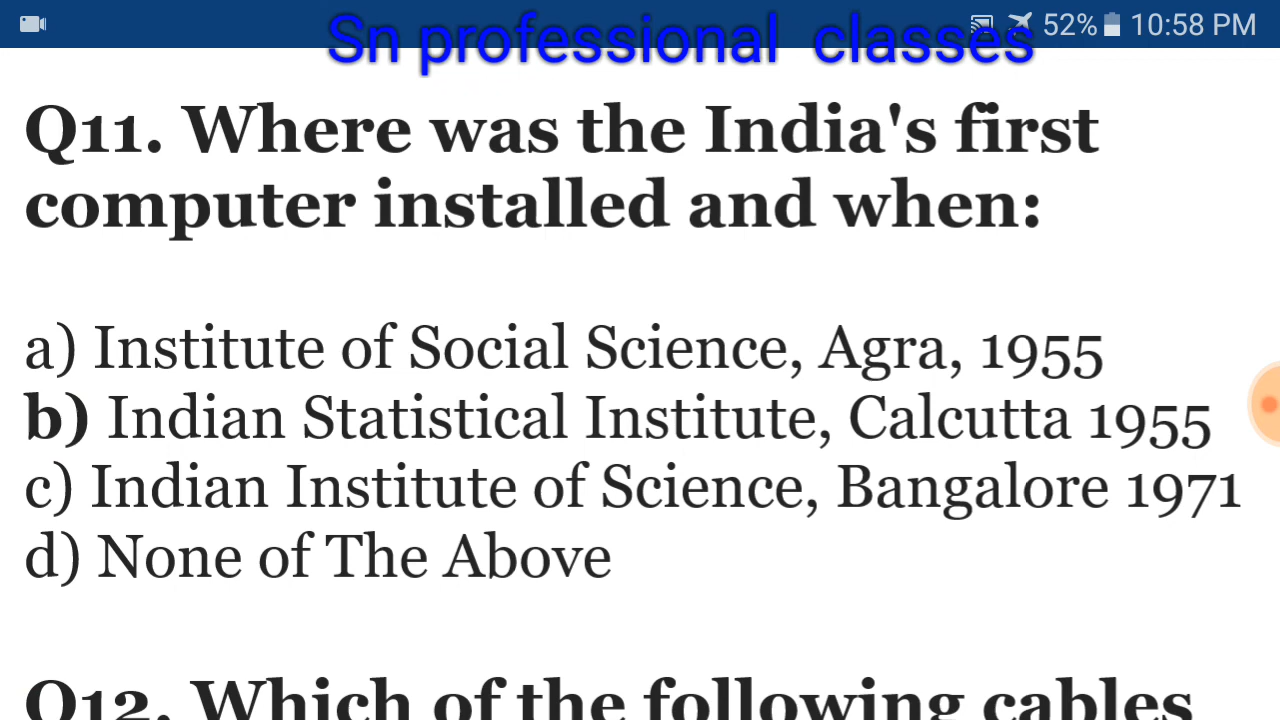 Sn professional classes
52% 10:58 PM
Q11. Where was the India's first
computer installed and when:
a) Institute of Social Science, Agra, 1955
b) Indian Statistical Institute, Calcutta 1955
c) Indian Institute of Science, Bangalore 1971
d) None of The Above
Q12. Which of the following cables